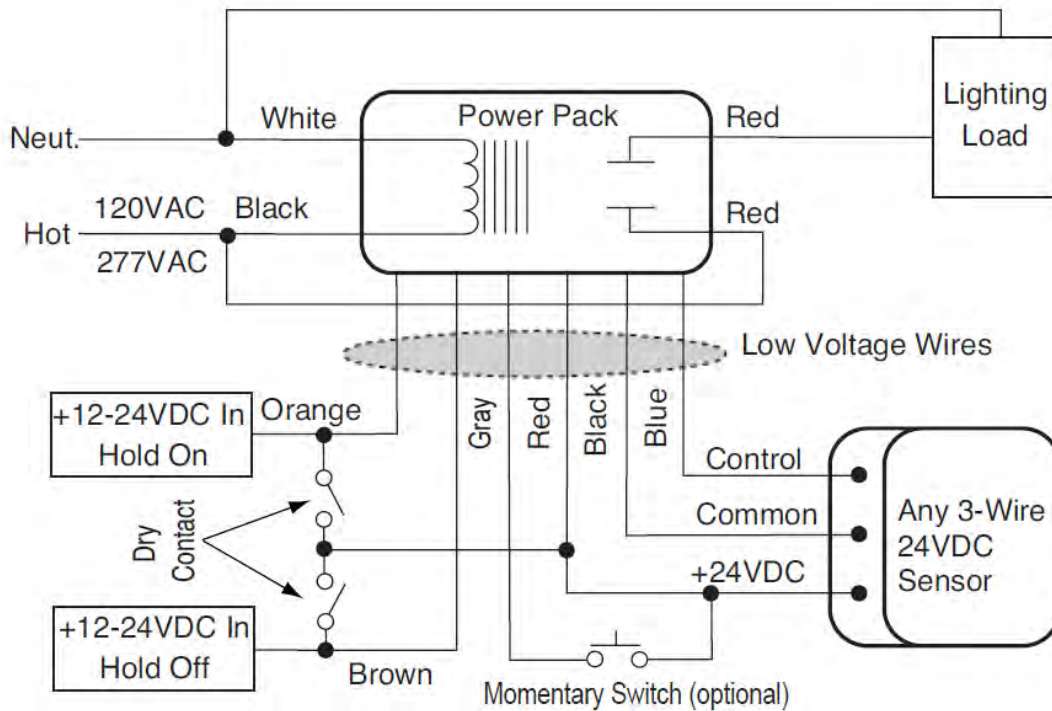 Neut.
White
Power Pack
Red
Lighting
Load
120VAC
Black
Hot
277VAC
Red
Low Voltage Wires
+12-24VDC In
Hold On
Orange
Gray
Red
Black
Blue
Dry
Contact
Control
Common
+24VDC
Any 3-Wire
24VDC
Sensor
+12-24VDC In
Hold Off
Brown
Momentary Switch (optional)